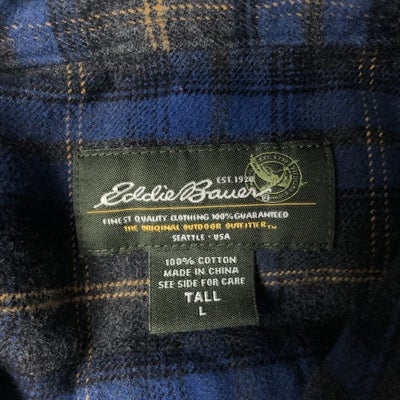 EST. 1920
Eddie Bauer
FINEST QUALITY CLOTHING 100% GUARANTEED
THE ORIGINAL OUTDOOR OUTFITTER™
SEATTLE · USA
100% COTTON
MADE IN CHINA
SEE SIDE FOR CARE
TALL
L